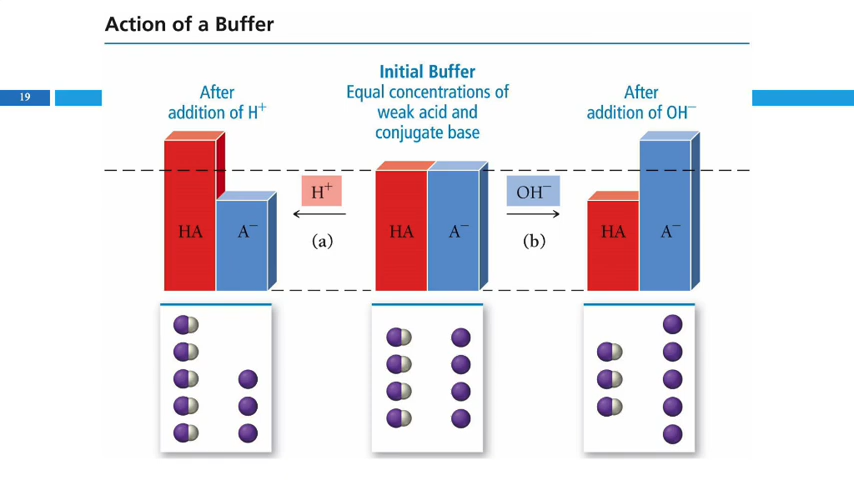 Action of a Buffer
19
After
addition of H⁺
Initial Buffer
Equal concentrations of
weak acid and
conjugate base
After
addition of OH⁻
HA
A⁻
H⁺
(a)
HA
A⁻
OH⁻
(b)
HA
A⁻